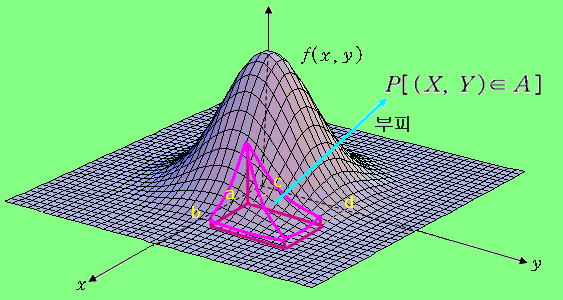 f(x, y)
P[(X, Y)∈ A]
부피
a
c
b
d
x
y